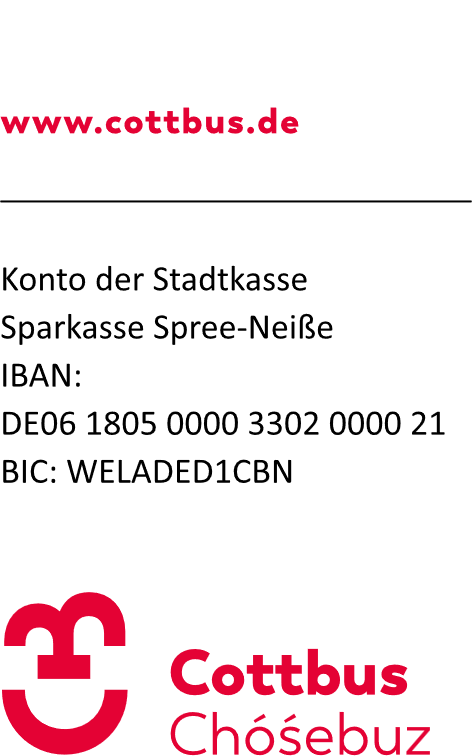 www.cottbus.de
Konto der Stadtkasse
Sparkasse Spree-Neiße
IBAN:
DE06 1805 0000 3302 0000 21
BIC: WELADED1CBN
Cottbus
Chóśebuz